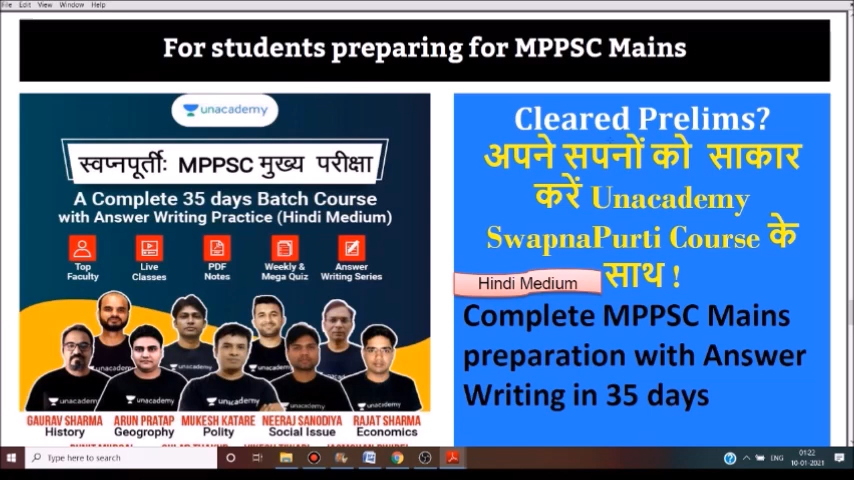 File Edit View Window Help
For students preparing for MPPSC Mains
unacademy
स्वप्नपूर्तीः MPPSC मुख्य परीक्षा
A Complete 35 days Batch Course
with Answer Writing Practice (Hindi Medium)
Top Faculty
Live Classes
PDF Notes
Weekly & Mega Quiz
Answer Writing Series
unacademy
unacademy
GAURAV SHARMA
History
ARUN PRATAP
Geography
MUKESH KATARE
Polity
NEERAJ SANODIYA
Social Issue
RAJAT SHARMA
Economics
Cleared Prelims?
अपने सपनों को साकार
करें Unacademy
SwapnaPurti Course के
साथ !
Hindi Medium
Complete MPPSC Mains
preparation with Answer
Writing in 35 days
Type here to search
ENG
01:22
10-01-2021